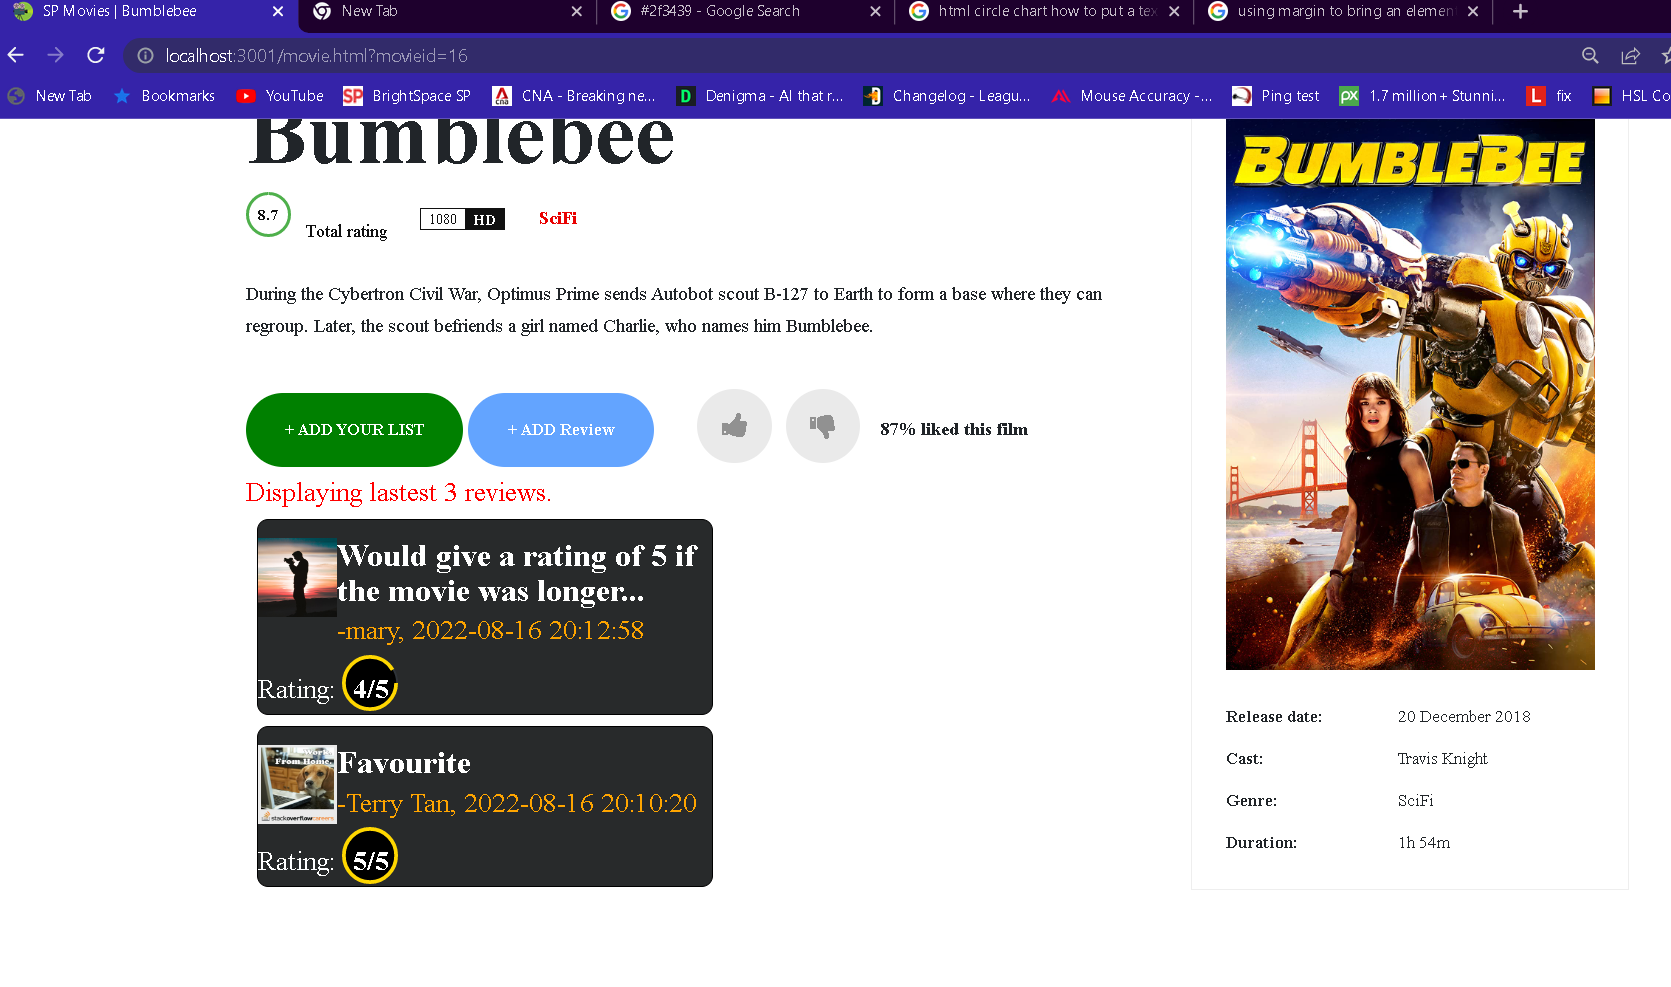 SP Movies | Bumblebee
New Tab
#2f3439 - Google Search
html circle chart how to put a tex
using margin to bring an elemen
localhost:3001/movie.html?movieid=16
New Tab
Bookmarks
YouTube
SP BrightSpace SP
CNA - Breaking ne...
D Denigma - AI that r...
Changelog - Leagu...
Mouse Accuracy -...
Ping test
px 1.7 million+ Stunni...
L fix
HSL Co
Bumblebee
8.7
Total rating
1080 HD
SciFi
During the Cybertron Civil War, Optimus Prime sends Autobot scout B-127 to Earth to form a base where they can
regroup. Later, the scout befriends a girl named Charlie, who names him Bumblebee.
+ ADD YOUR LIST
+ ADD Review
87% liked this film
Displaying lastest 3 reviews.
Would give a rating of 5 if
the movie was longer...
-mary, 2022-08-16 20:12:58
Rating: 4/5
From Home.
stackoverflowcareers
Favourite
-Terry Tan, 2022-08-16 20:10:20
Rating: 5/5
BUMBLEBEE
Release date: 20 December 2018
Cast: Travis Knight
Genre: SciFi
Duration: 1h 54m